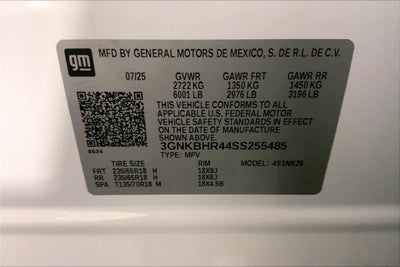 gm
MFD BY GENERAL MOTORS DE MEXICO, S. DE R.L. DE C.V.
07/25 GVWR GAWR FRT GAWR RR
2722 KG 1350 KG 1450 KG
6001 LB 2976 LB 3196 LB
THIS VEHICLE CONFORMS TO ALL
APPLICABLE U.S. FEDERAL MOTOR
VEHICLE SAFETY STANDARDS IN EFFECT ON
THE DATE OF MANUFACTURE SHOWN ABOVE.
3GNKBHR44SS255485
8624 TYPE: MPV
TIRE SIZE RIM MODEL: 4S1NK26
FRT 235/65R18 H 18X8J
RR 235/65R18 H 18X8J
SPA T135/70R18 M 18X4.5B